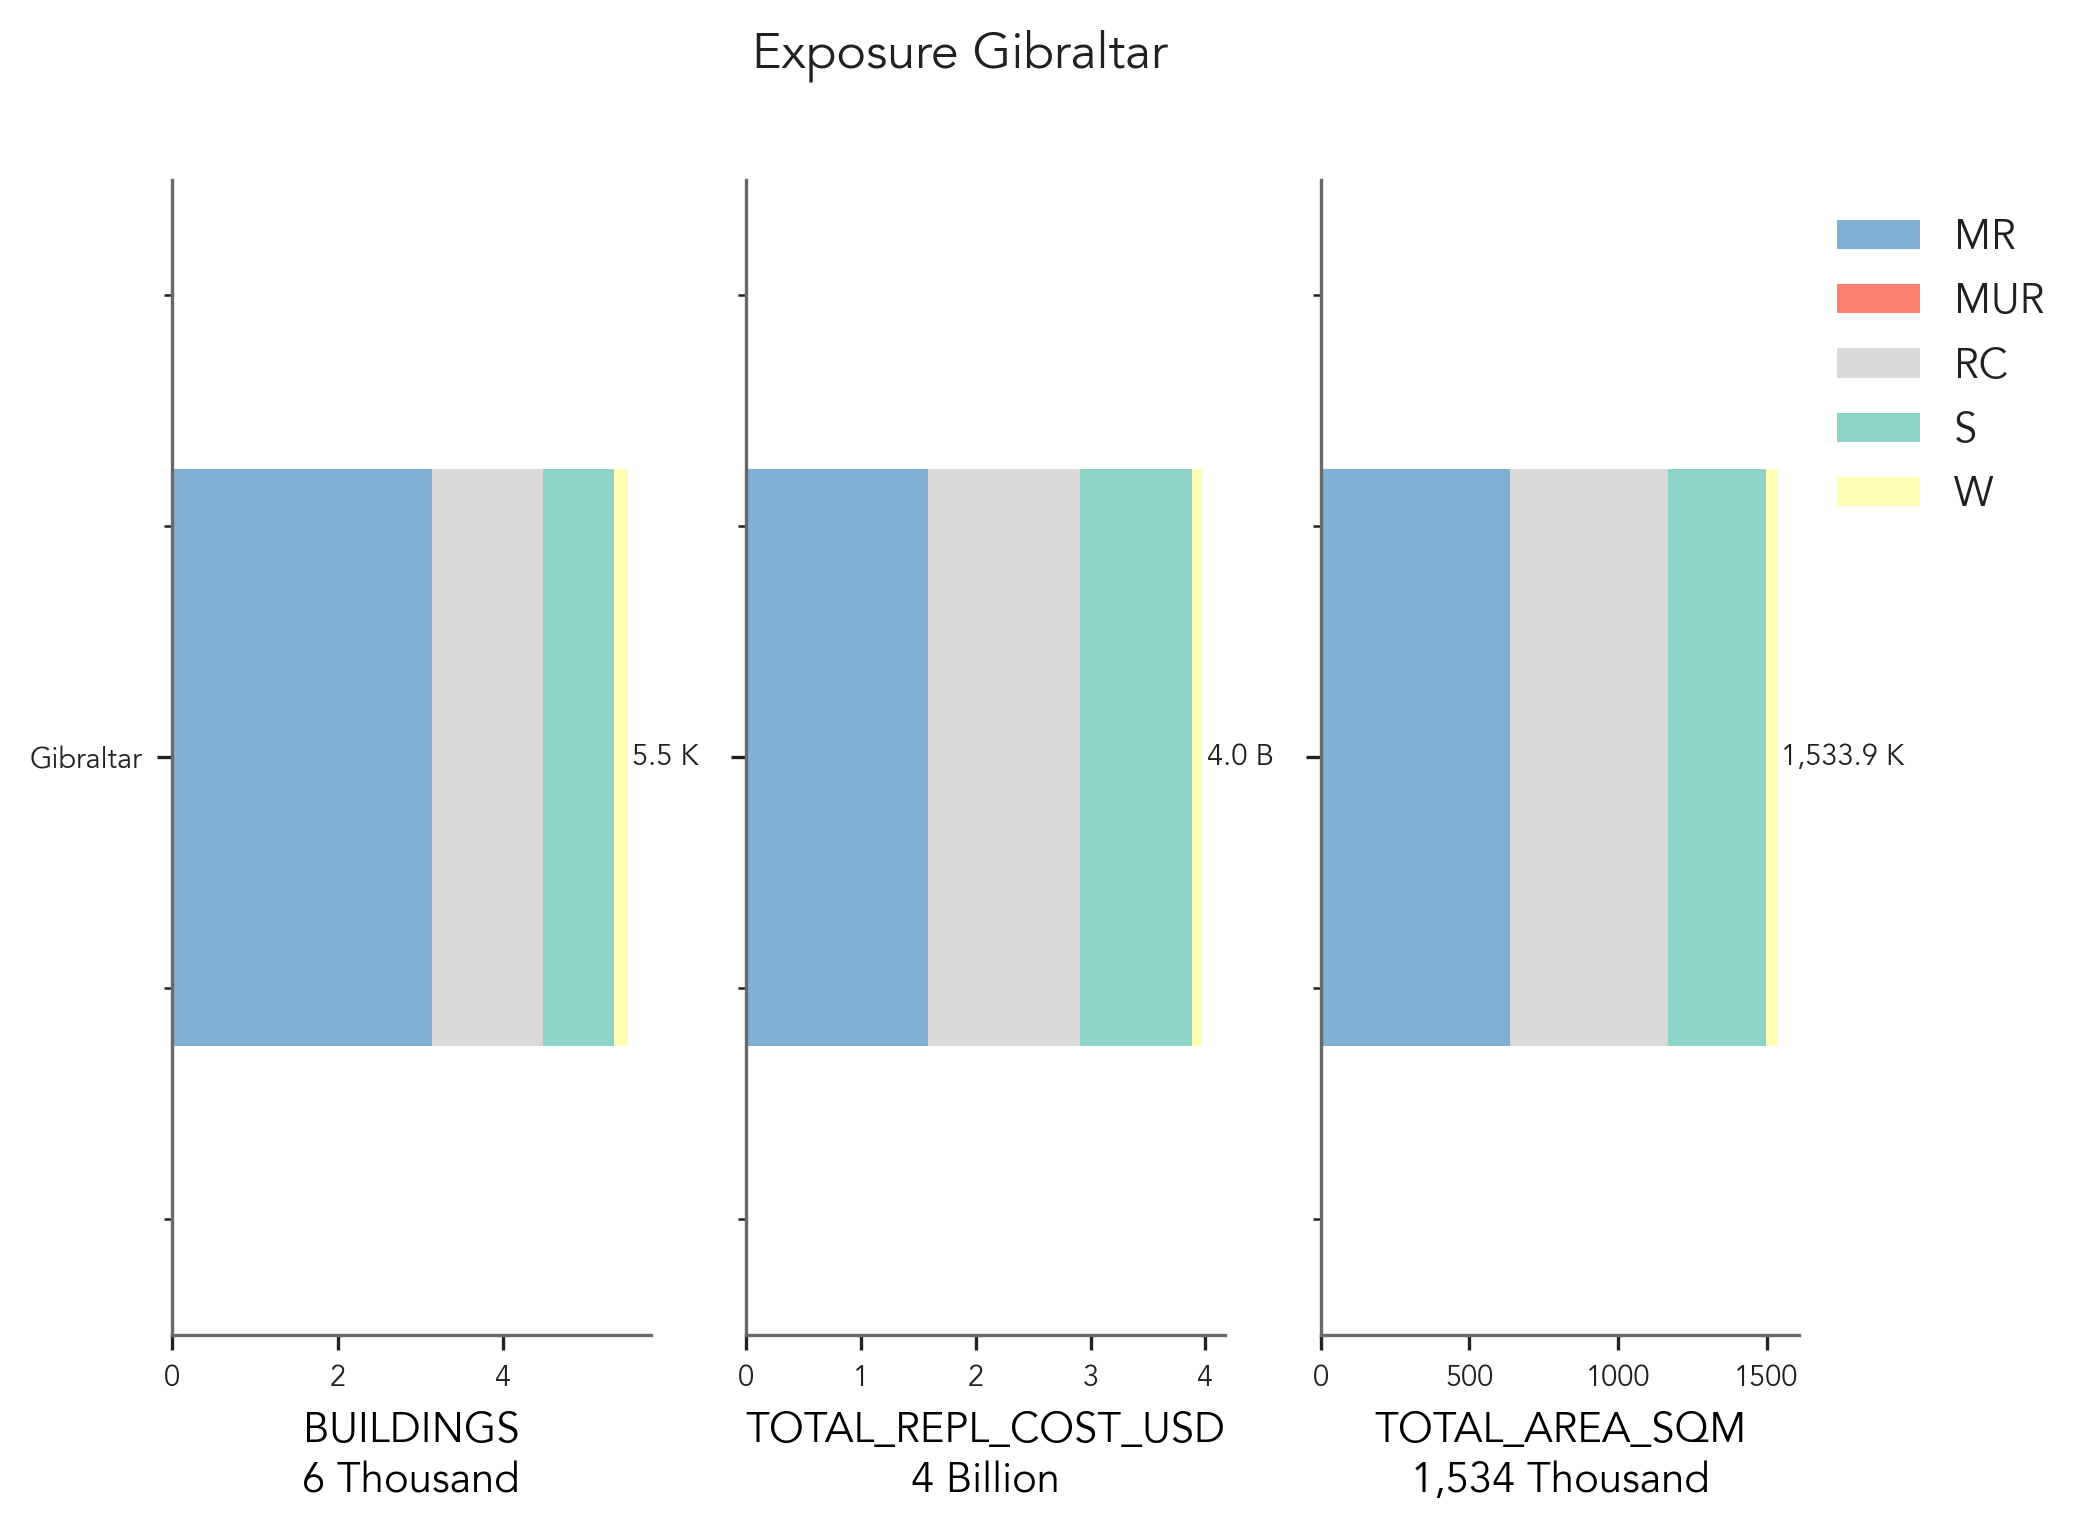 Exposure Gibraltar
MR
MUR
RC
S
W
Gibraltar
5.5 K
4.0 B
1,533.9 K
0 2 4
0 1 2 3 4
0 500 1000 1500
BUILDINGS
6 Thousand
TOTAL_REPL_COST_USD
4 Billion
TOTAL_AREA_SQM
1,534 Thousand